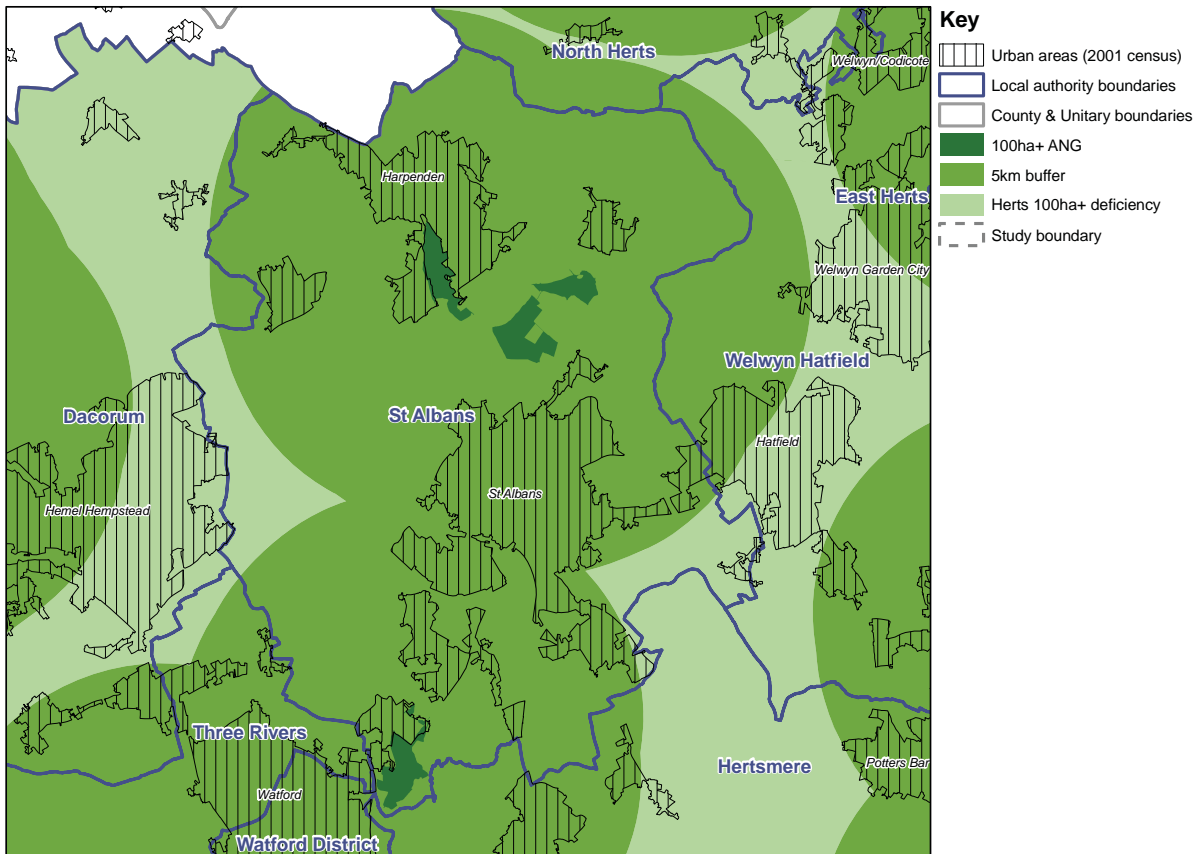 Key
Urban areas (2001 census)
Local authority boundaries
County & Unitary boundaries
100ha+ ANG
5km buffer
Herts 100ha+ deficiency
Study boundary
North Herts
Welwyn/Codicote
Harpenden
East Herts
Welwyn Garden City
Welwyn Hatfield
Dacorum
St Albans
Hatfield
St Albans
Hemel Hempstead
Three Rivers
Potters Bar
Hertsmere
Watford
Watford District